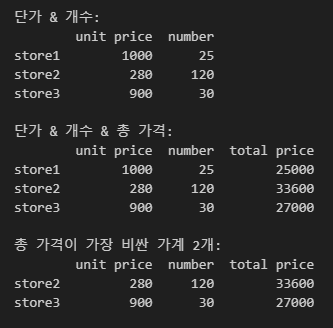 단가 & 개수:
unit price number
store1 1000 25
store2 280 120
store3 900 30
단가 & 개수 & 총 가격:
unit price number total price
store1 1000 25 25000
store2 280 120 33600
store3 900 30 27000
총 가격이 가장 비싼 가계 2개:
unit price number total price
store2 280 120 33600
store3 900 30 27000